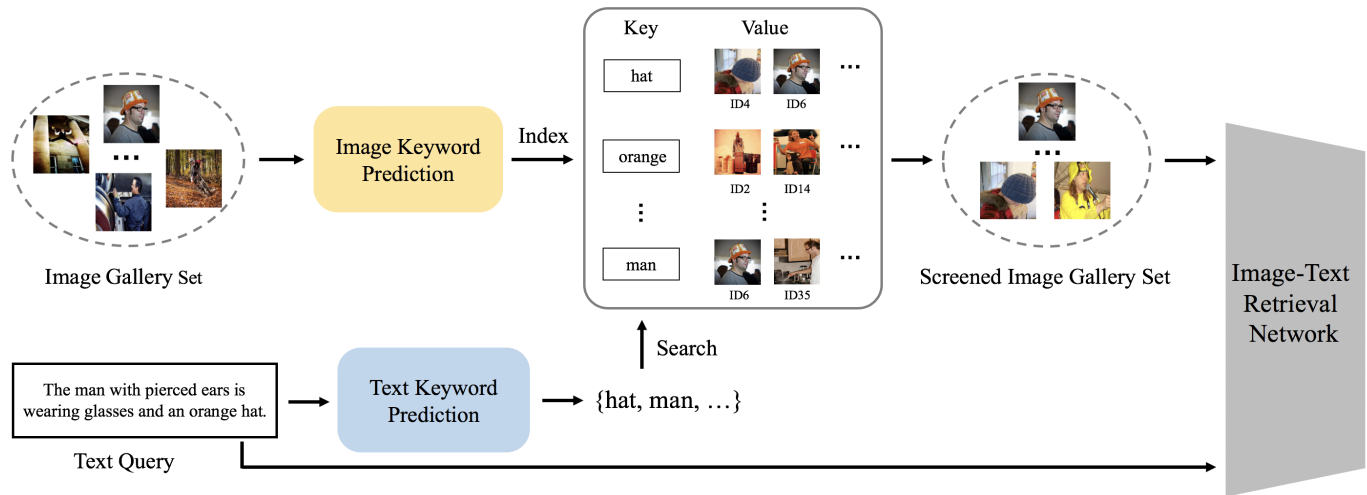 Key
Value
hat
...
ID4
ID6
Image Keyword
Prediction
Index
orange
...
...
...
ID2
ID14
...
...
man
...
ID6
ID35
Image Gallery Set
Screened Image Gallery Set
Image-Text
Retrieval
Network
Search
The man with pierced ears is
wearing glasses and an orange hat.
Text Keyword
Prediction
{hat, man, …}
Text Query